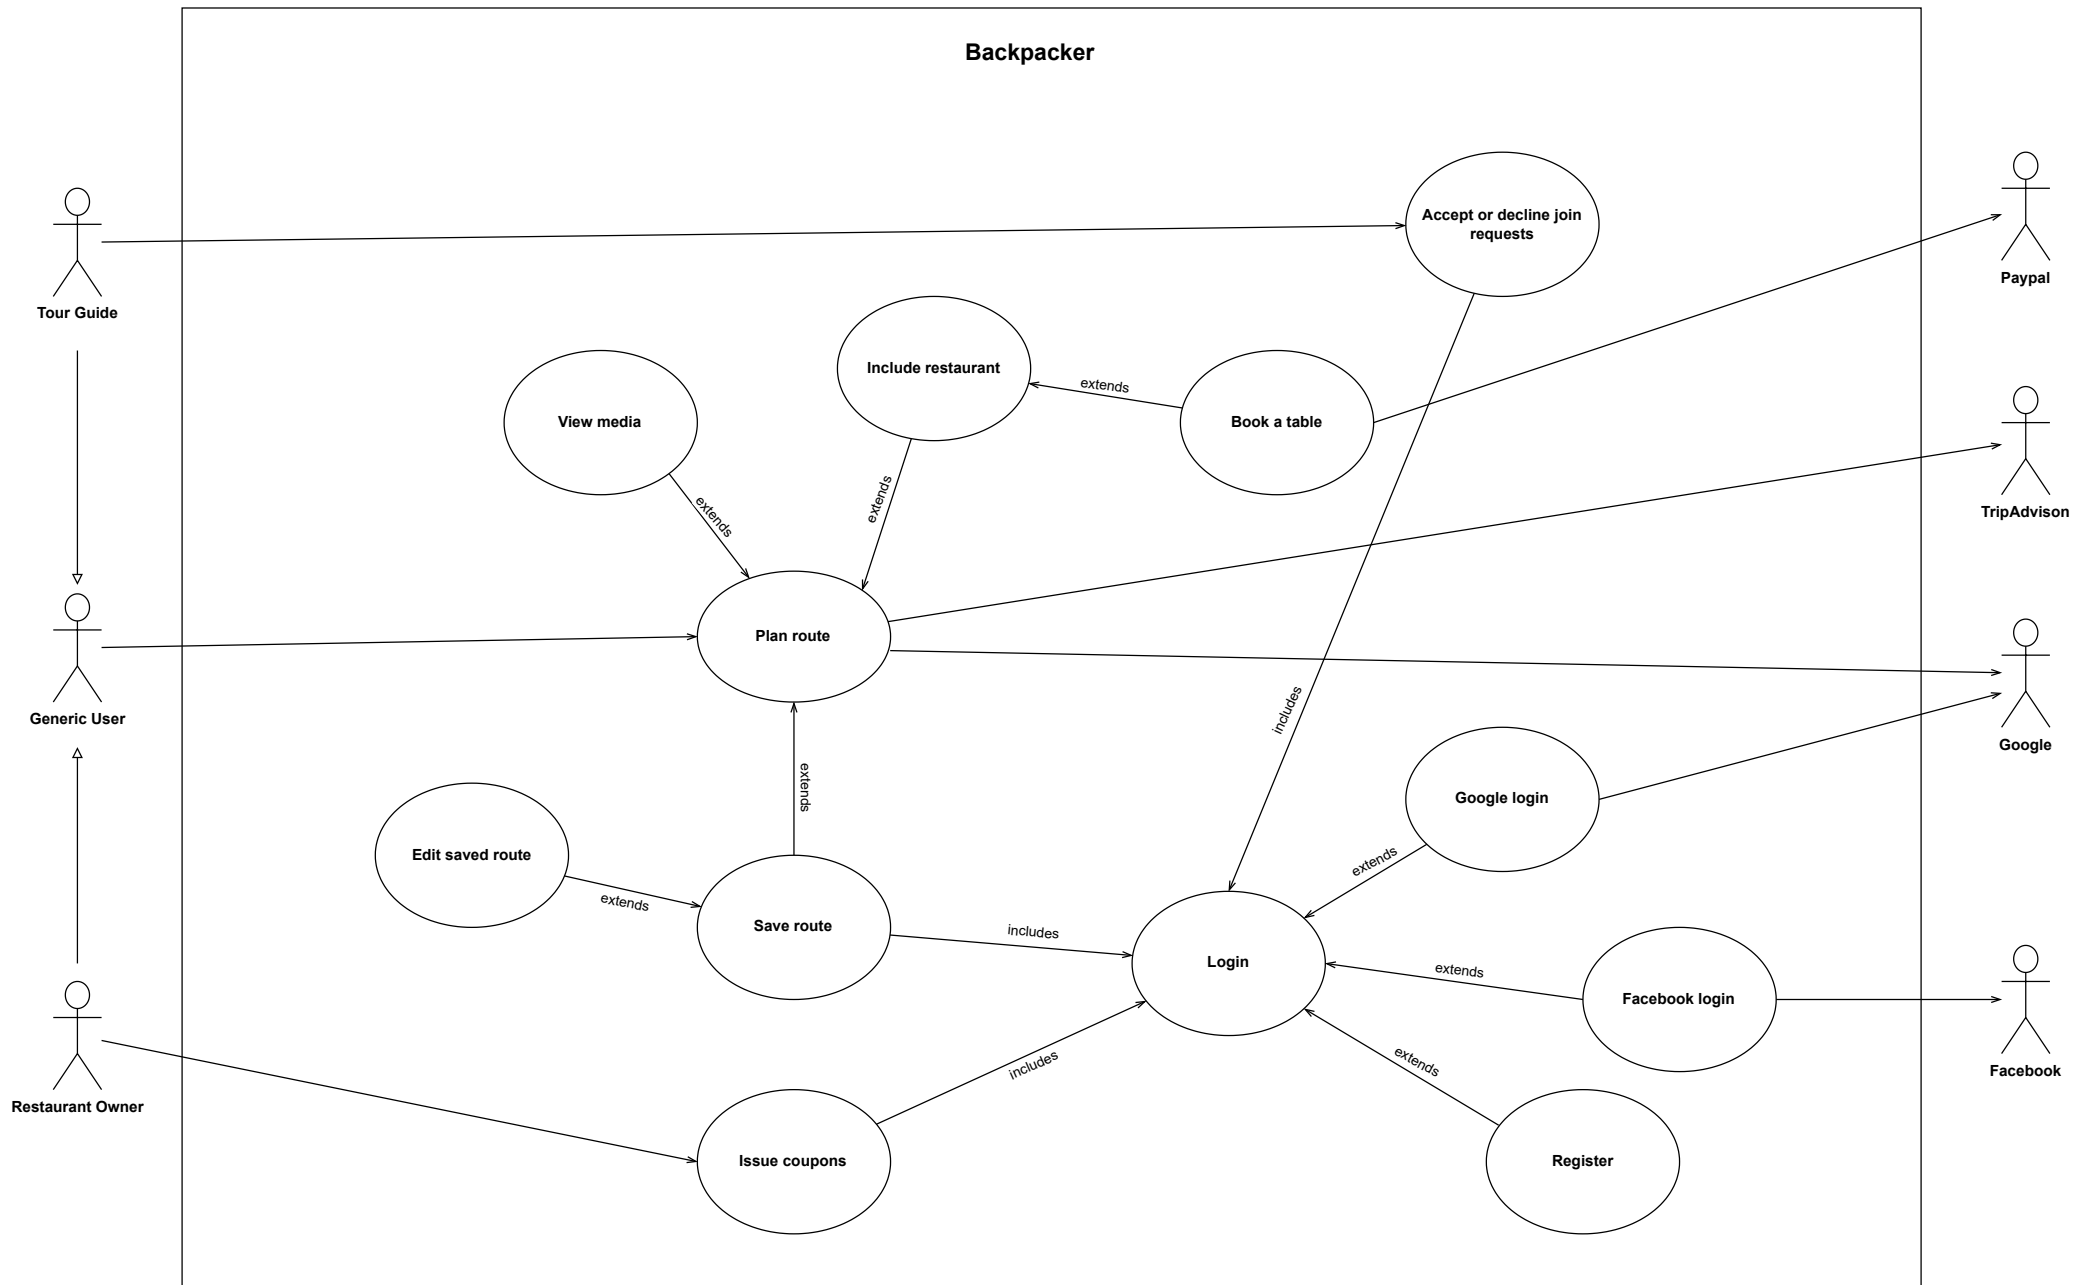 Backpacker
Accept or decline join
requests
Paypal
Tour Guide
Include restaurant
extends
View media
Book a table
extends
extends
TripAdvison
Plan route
Generic User
includes
Google
extends
Google login
Edit saved route
extends
extends
Save route
includes
Login
extends
Facebook login
includes
extends
Facebook
Restaurant Owner
Issue coupons
Register